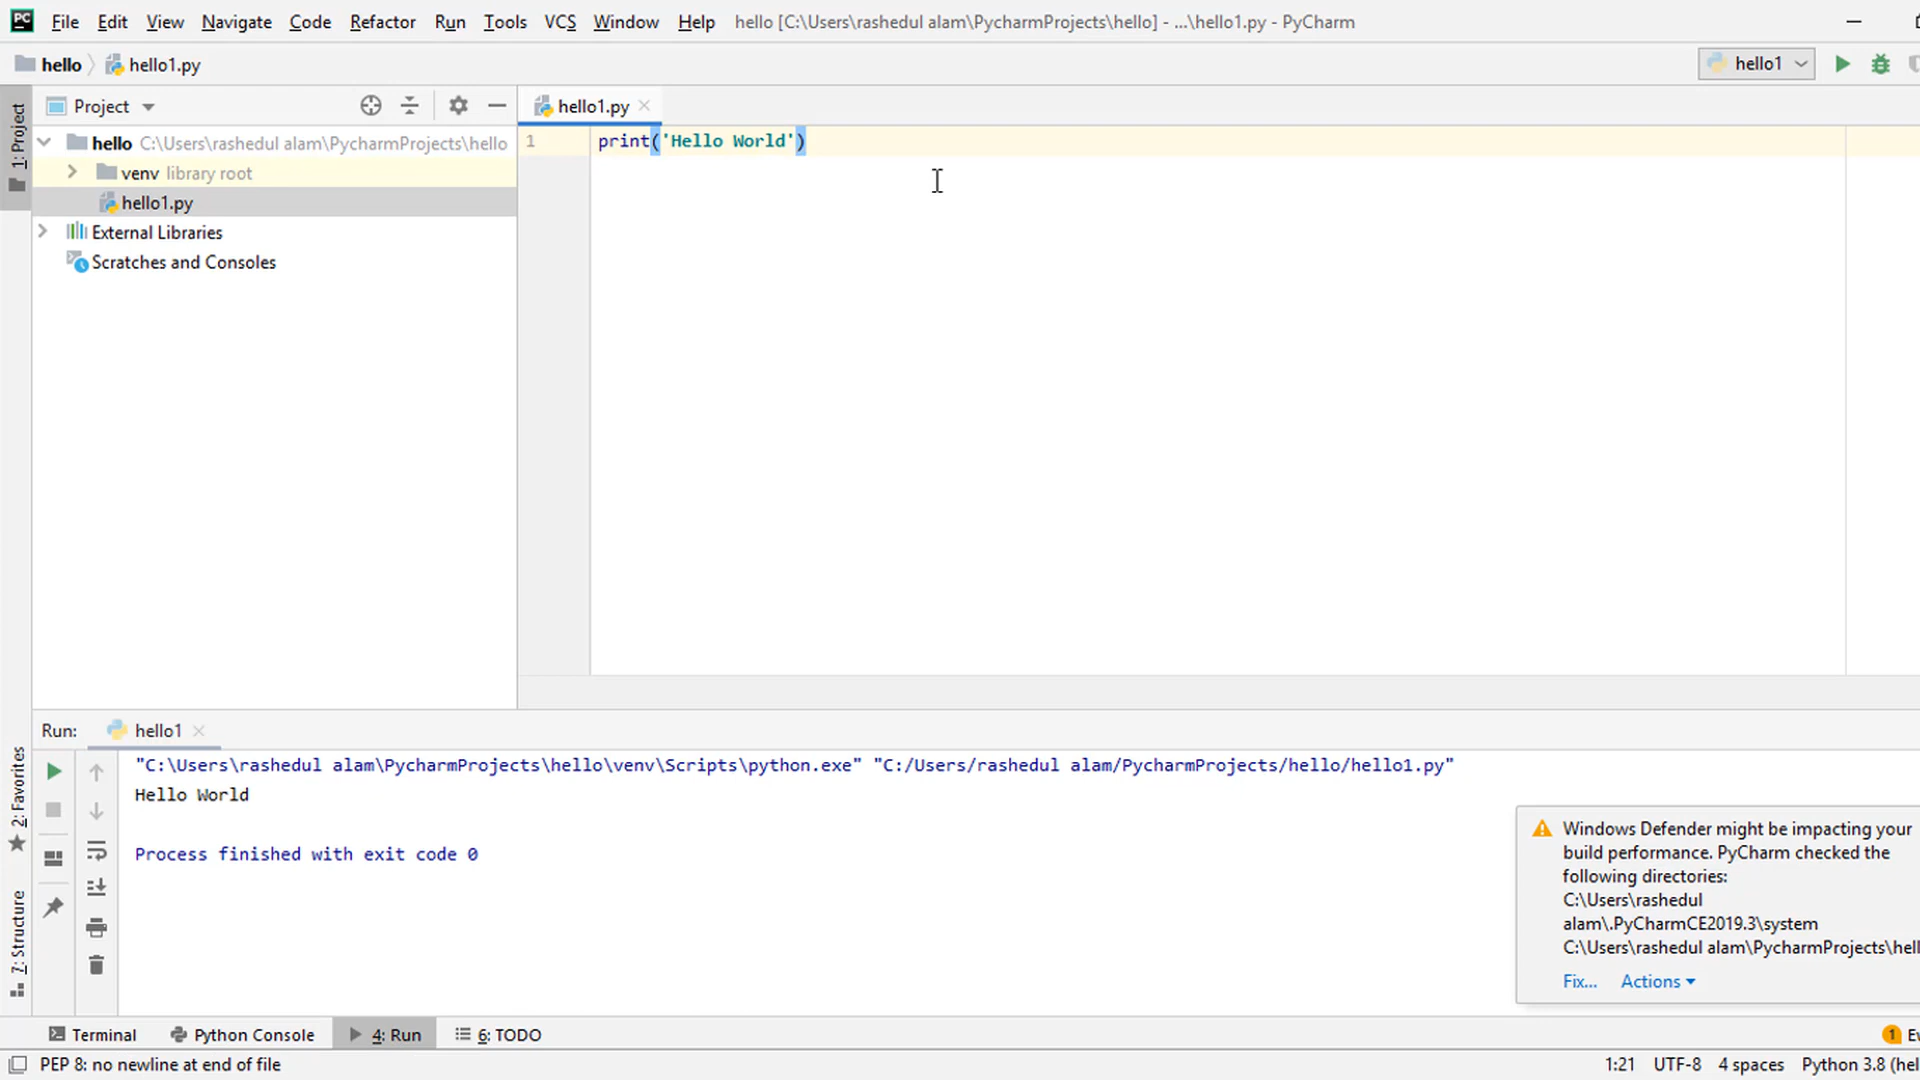 PC File Edit View Navigate Code Refactor Run Tools VCS Window Help hello [C:\Users\rashedul alam\PycharmProjects\hello] - ...\hello1.py - PyCharm
hello hello1.py hello1
1: Project
Project
hello1.py
hello C:\Users\rashedul alam\PycharmProjects\hello
venv library root
hello1.py
External Libraries
Scratches and Consoles
1 print('Hello World')
Run: hello1
2: Favorites
7: Structure
"C:\Users\rashedul alam\PycharmProjects\hello\venv\Scripts\python.exe" "C:/Users/rashedul alam/PycharmProjects/hello/hello1.py"
Hello World
Process finished with exit code 0
Windows Defender might be impacting your
build performance. PyCharm checked the
following directories:
C:\Users\rashedul
alam\.PyCharmCE2019.3\system
C:\Users\rashedul alam\PycharmProjects\hell
Fix... Actions
Terminal Python Console 4: Run 6: TODO 1 Ev
PEP 8: no newline at end of file 1:21 UTF-8 4 spaces Python 3.8 (hel